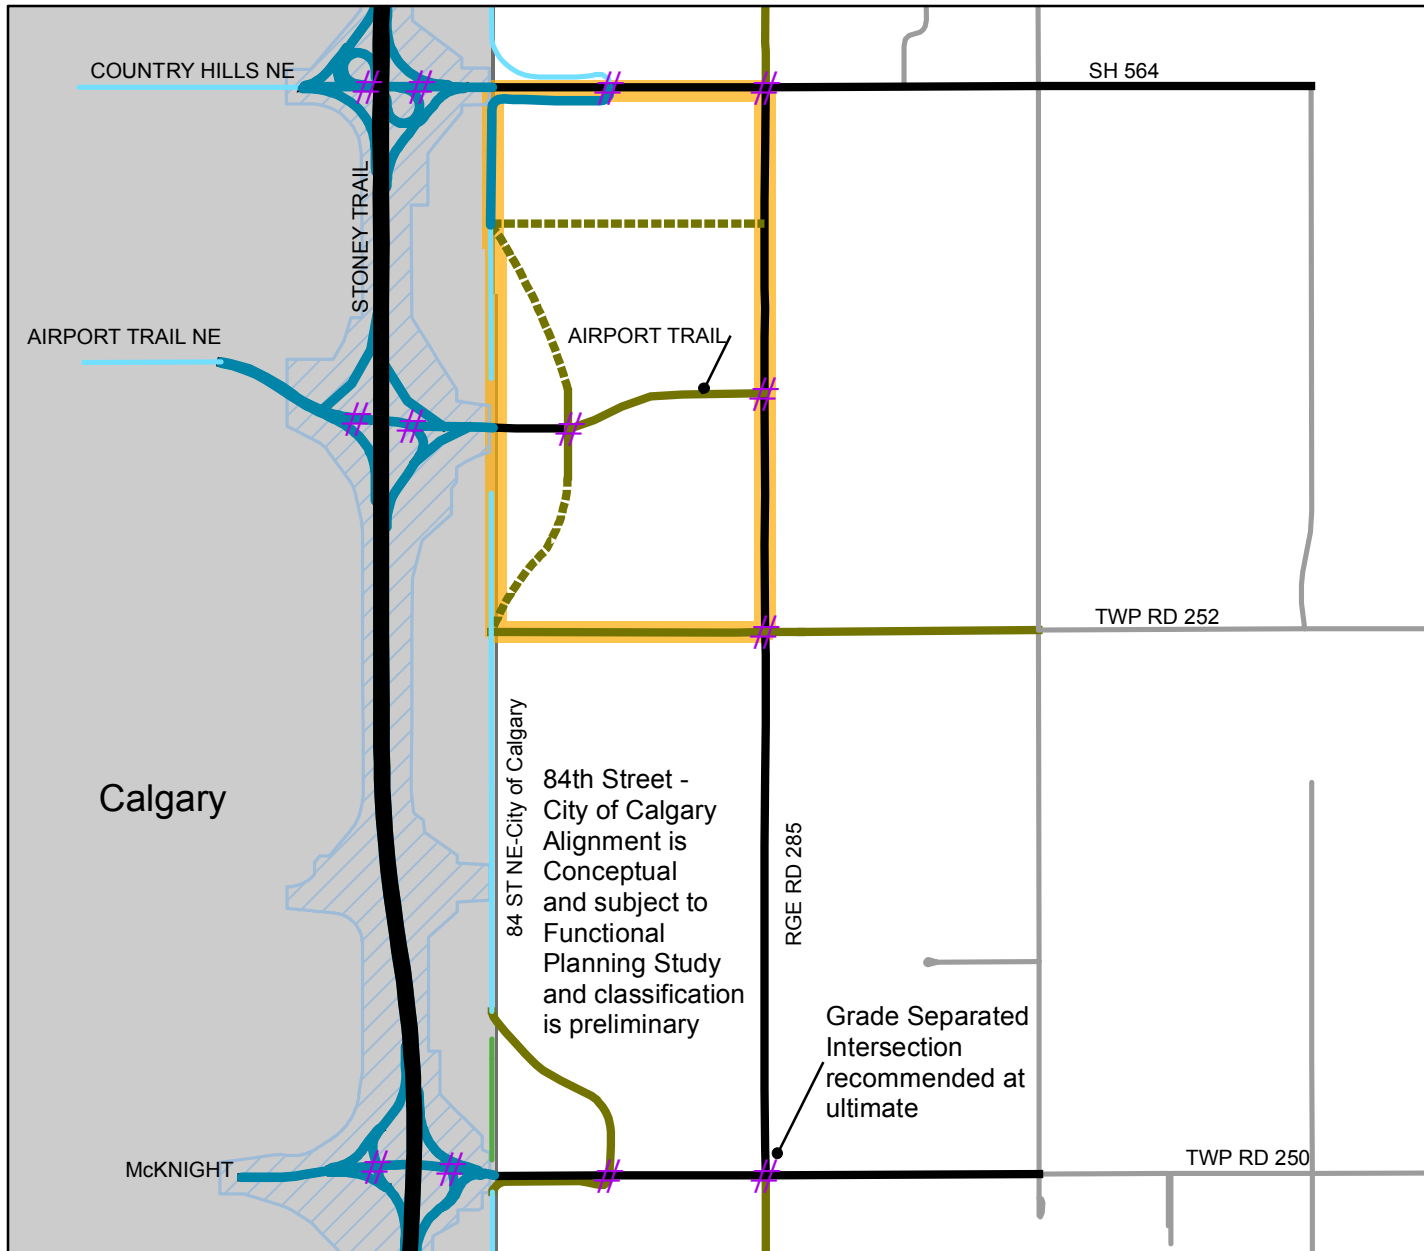 COUNTRY HILLS NE
SH 564
STONEY TRAIL
AIRPORT TRAIL NE
AIRPORT TRAIL
TWP RD 252
84 ST NE-City of Calgary
84th Street -
City of Calgary
Alignment is
Conceptual
and subject to
Functional
Planning Study
and classification
is preliminary
Calgary
RGE RD 285
Grade Separated
Intersection
recommended at
ultimate
McKNIGHT
TWP RD 250